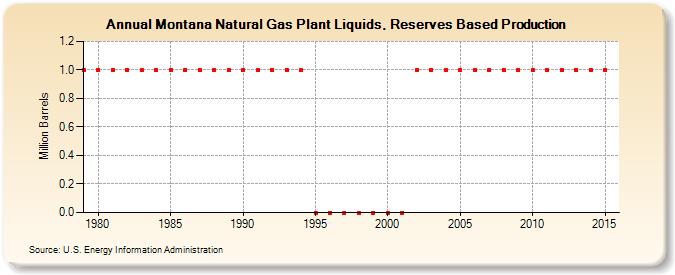 Annual Montana Natural Gas Plant Liquids, Reserves Based Production
Million Barrels
1.2
1.0
0.8
0.6
0.4
0.2
0.0
1980 1985 1990 1995 2000 2005 2010 2015
Source: U.S. Energy Information Administration